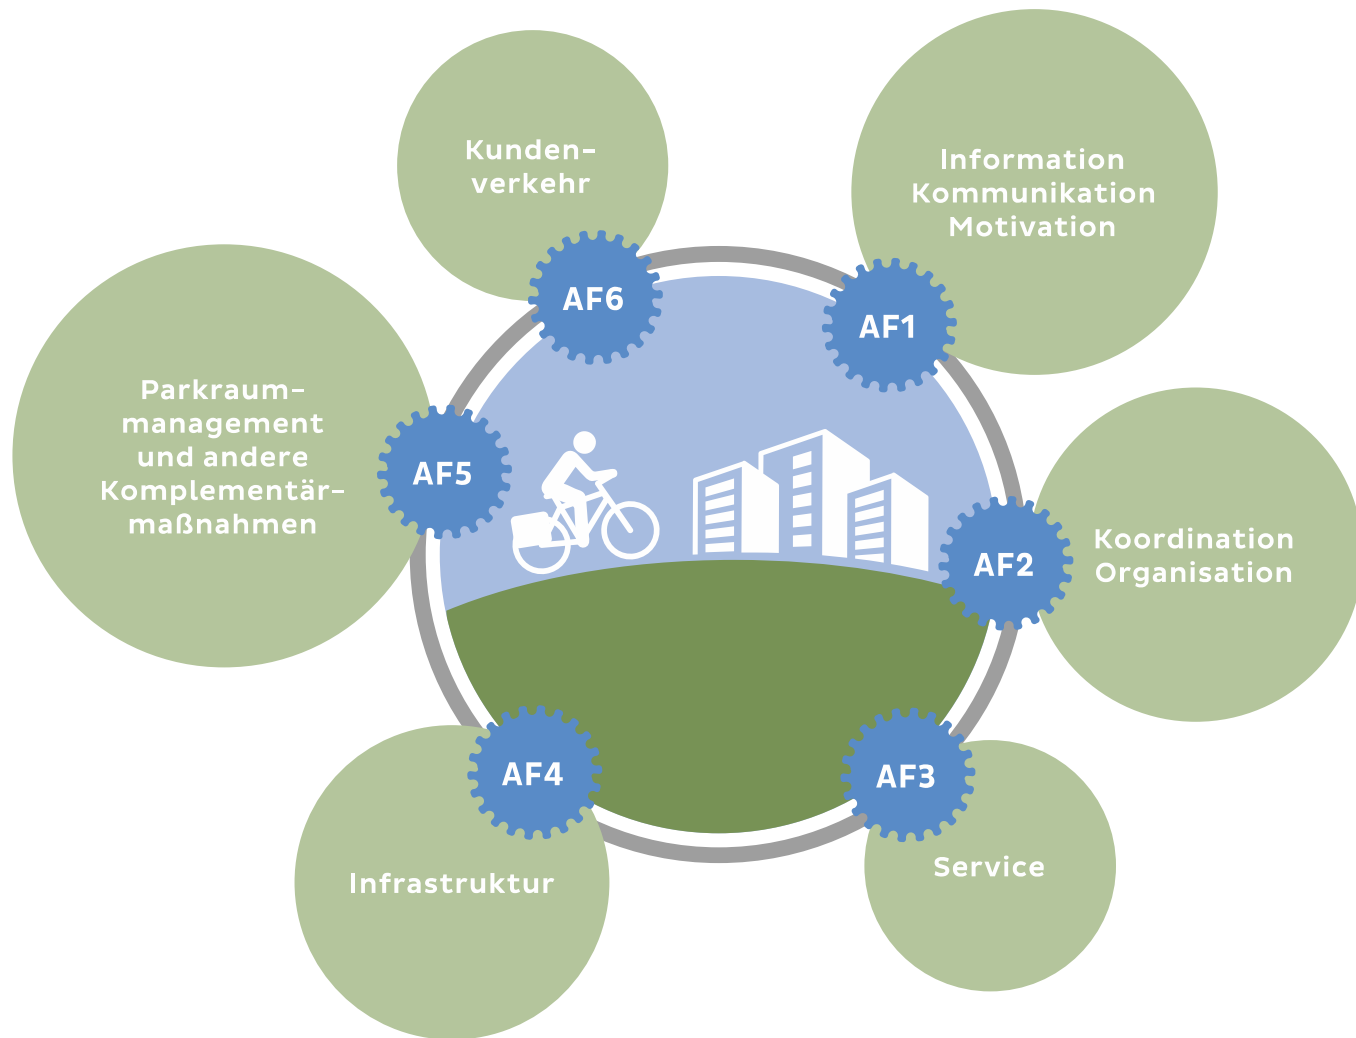 Information
Kommunikation
Motivation
AF1
Koordination
Organisation
AF2
Service
AF3
Infrastruktur
AF4
Parkraum-
management
und andere
Komplementär-
maßnahmen
AF5
Kunden-
verkehr
AF6